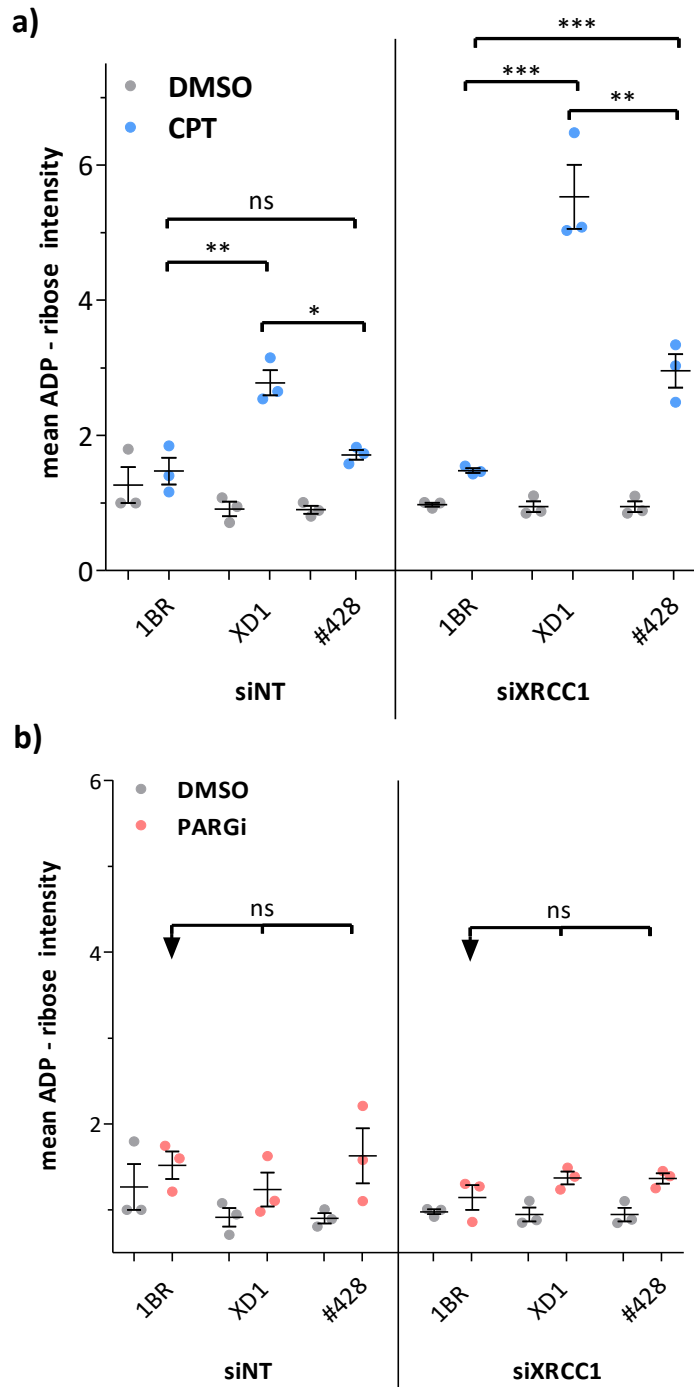 a)
DMSO
CPT
mean ADP - ribose intensity
6
4
2
0
ns
**
*
***
***
**
1BR
XD1
#428
1BR
XD1
#428
siNT
siXRCC1
b)
DMSO
PARGi
mean ADP - ribose intensity
6
4
2
ns
ns
1BR
XD1
#428
1BR
XD1
#428
siNT
siXRCC1